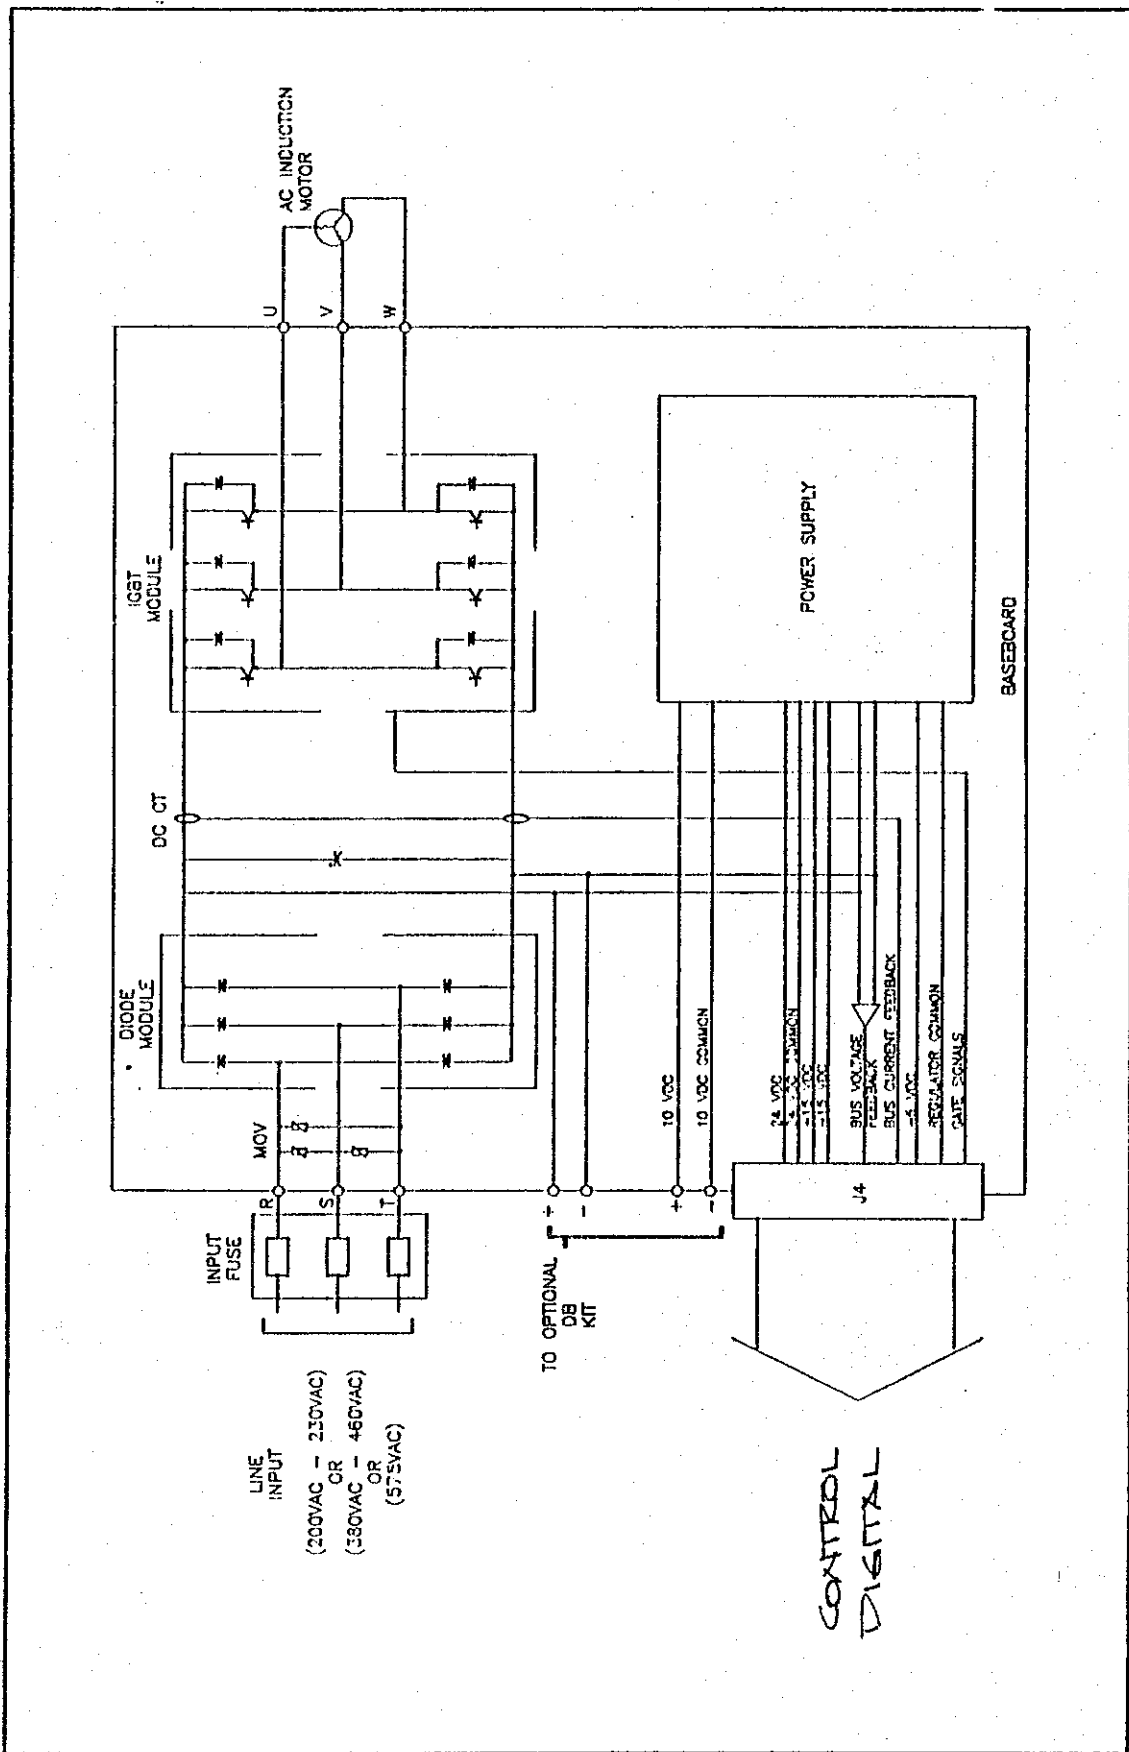 LINE
INPUT
(200VAC - 230VAC)
OR
(380VAC - 460VAC)
OR
(575VAC)
INPUT
FUSE
R
S
T
MOV
DIODE
MODULE
DC CT
IGBT
MODULE
U
V
W
AC INDUCTION
MOTOR
TO OPTIONAL
DB
KIT
+
-
+
-
10 VDC
10 VDC COMMON
24 VDC
COMMON
15 VDC
-15 VDC
BUS VOLTAGE
FEEDBACK
BUS CURRENT FEEDBACK
5 VDC
REGULATOR COMMON
GATE SIGNALS
J4
POWER SUPPLY
BASEBOARD
CONTROL
DIGITAL